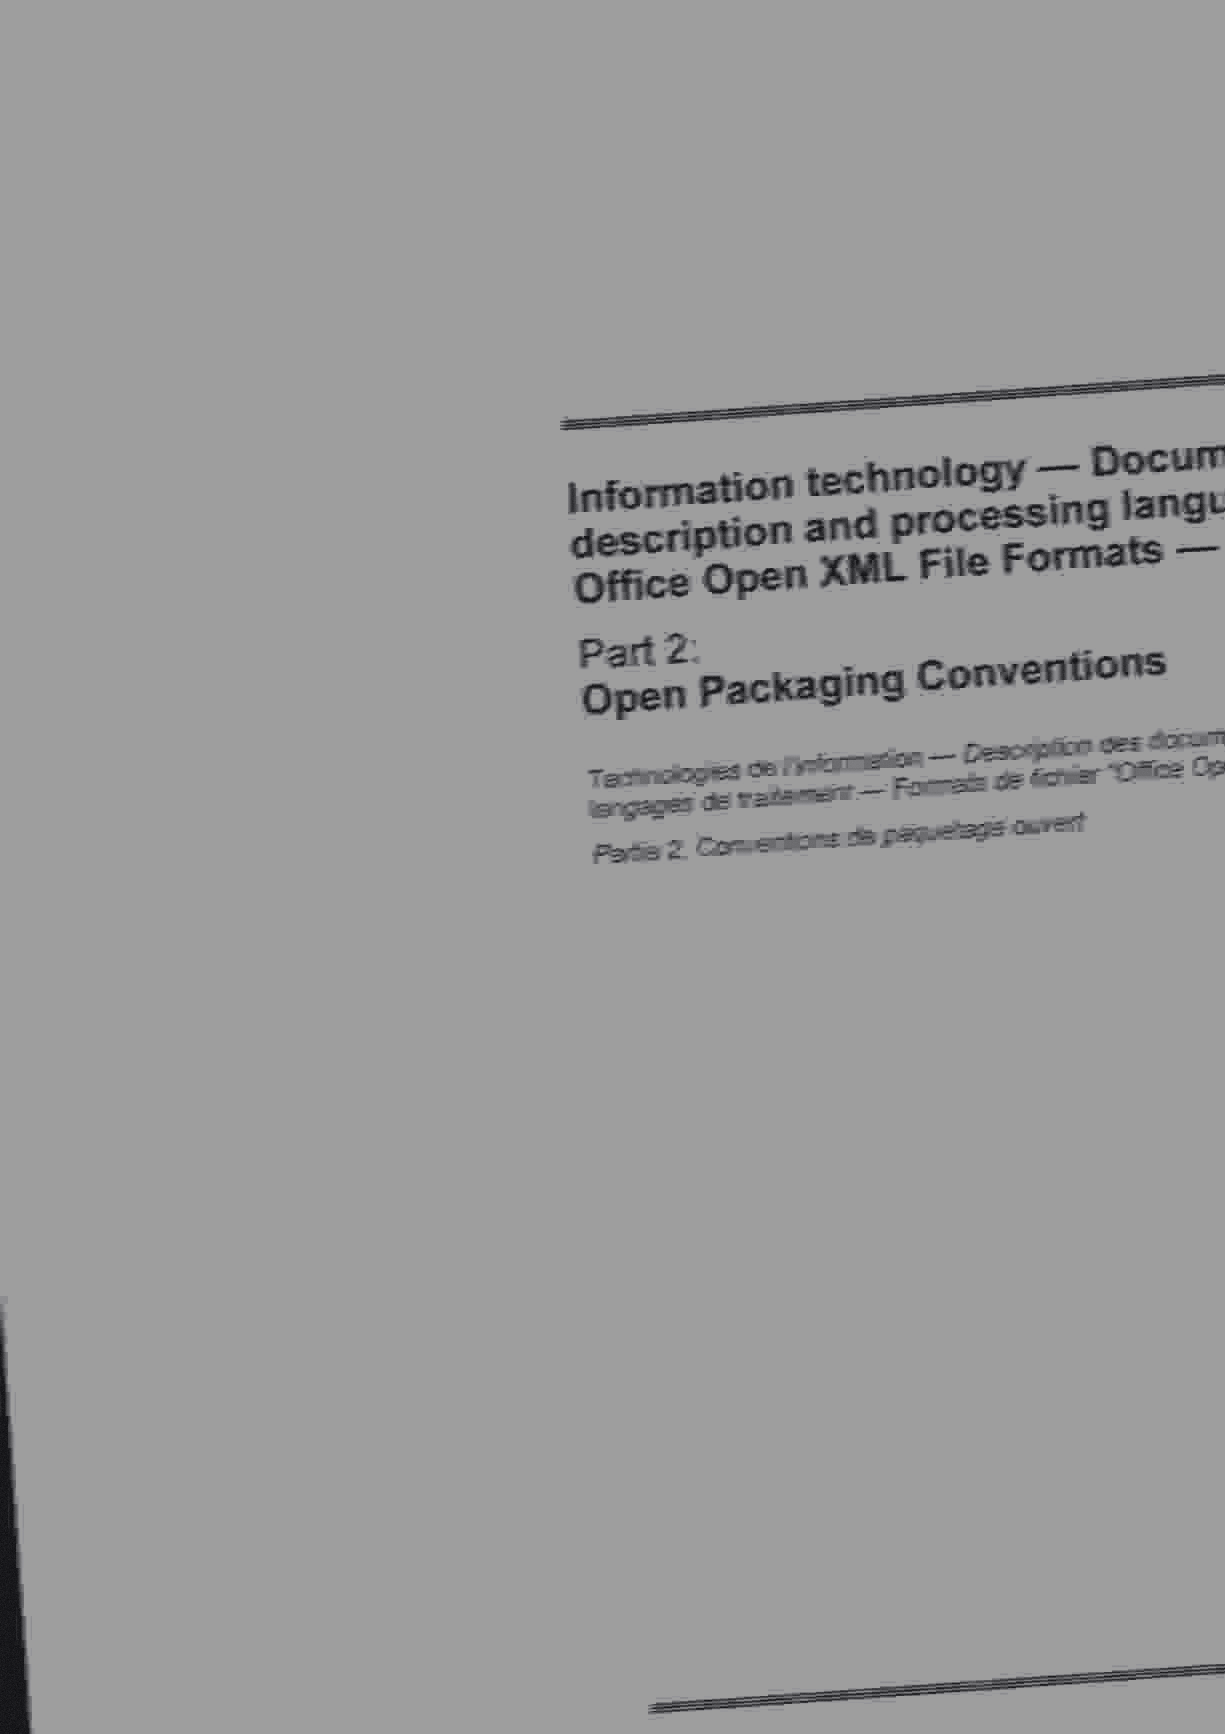 Information technology — Docum
description and processing langu
Office Open XML File Formats —
Part 2:
Open Packaging Conventions
Technologies de l'information — Description des docum
langages de traitement — Formats de fichier "Office Op
Partie 2: Conventions de paquetage ouvert